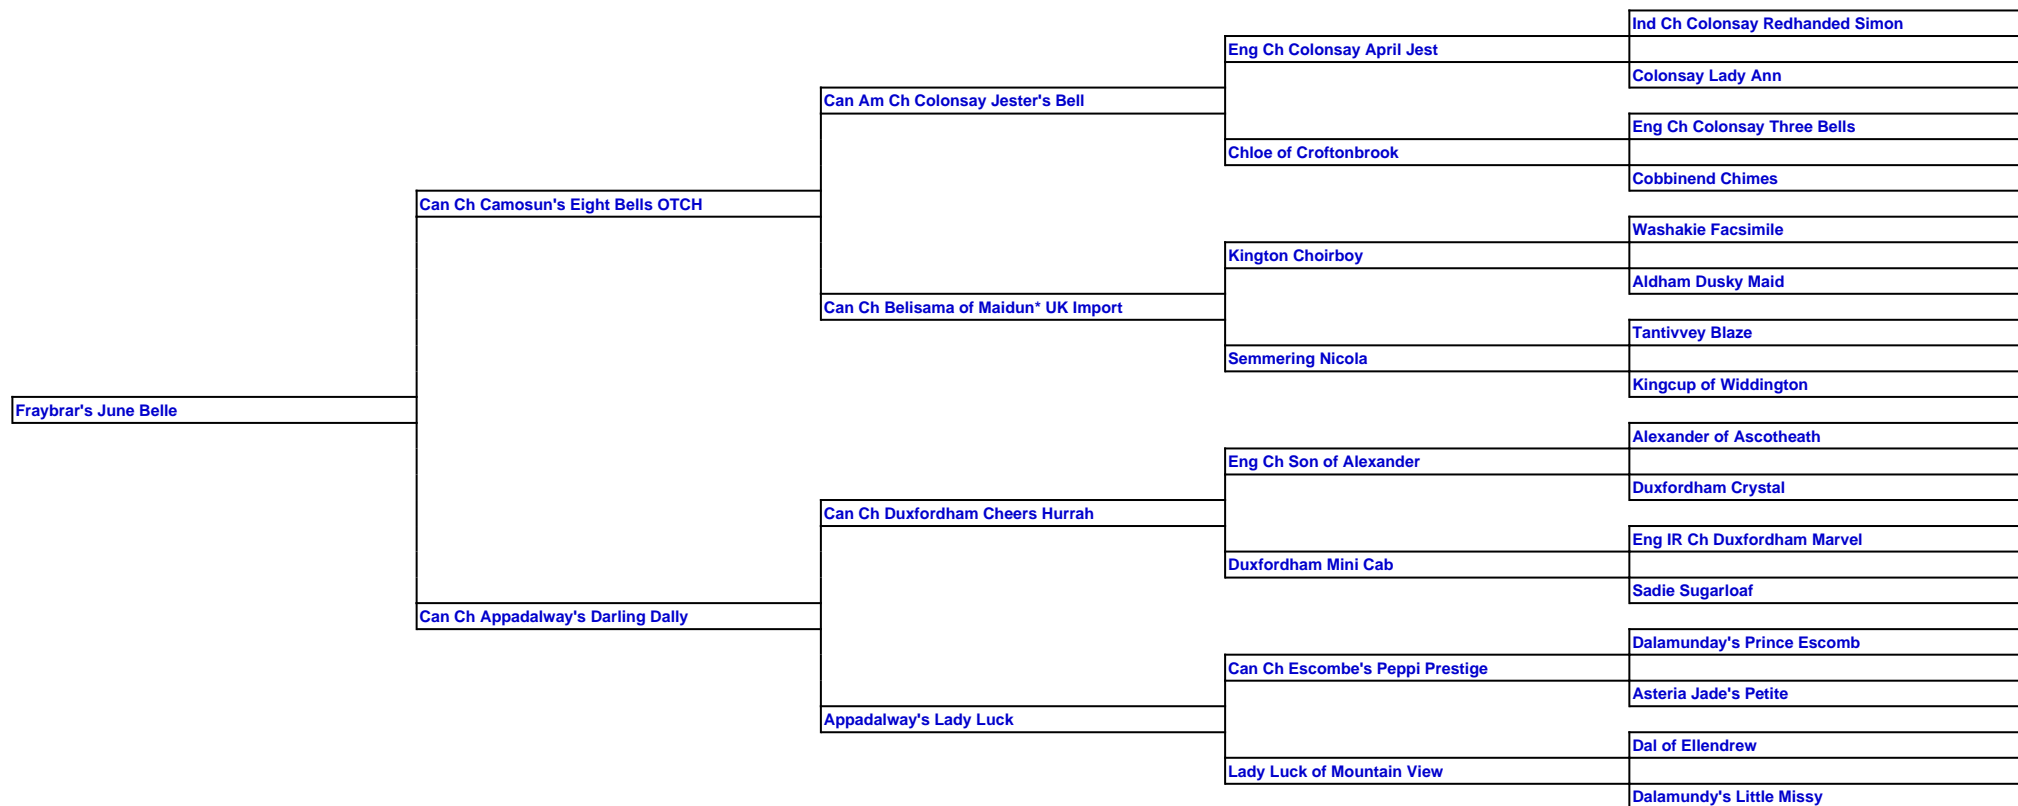 Ind Ch Colonsay Redhanded Simon
Eng Ch Colonsay April Jest
Colonsay Lady Ann
Can Am Ch Colonsay Jester's Bell
Eng Ch Colonsay Three Bells
Chloe of Croftonbrook
Cobbinend Chimes
Can Ch Camosun's Eight Bells OTCH
Washakie Facsimile
Kington Choirboy
Aldham Dusky Maid
Can Ch Belisama of Maidun* UK Import
Tantivvey Blaze
Semmering Nicola
Kingcup of Widdington
Fraybrar's June Belle
Alexander of Ascotheath
Eng Ch Son of Alexander
Duxfordham Crystal
Can Ch Duxfordham Cheers Hurrah
Eng IR Ch Duxfordham Marvel
Duxfordham Mini Cab
Sadie Sugarloaf
Can Ch Appadalway's Darling Dally
Dalamunday's Prince Escomb
Can Ch Escombe's Peppi Prestige
Asteria Jade's Petite
Appadalway's Lady Luck
Dal of Ellendrew
Lady Luck of Mountain View
Dalamundy's Little Missy